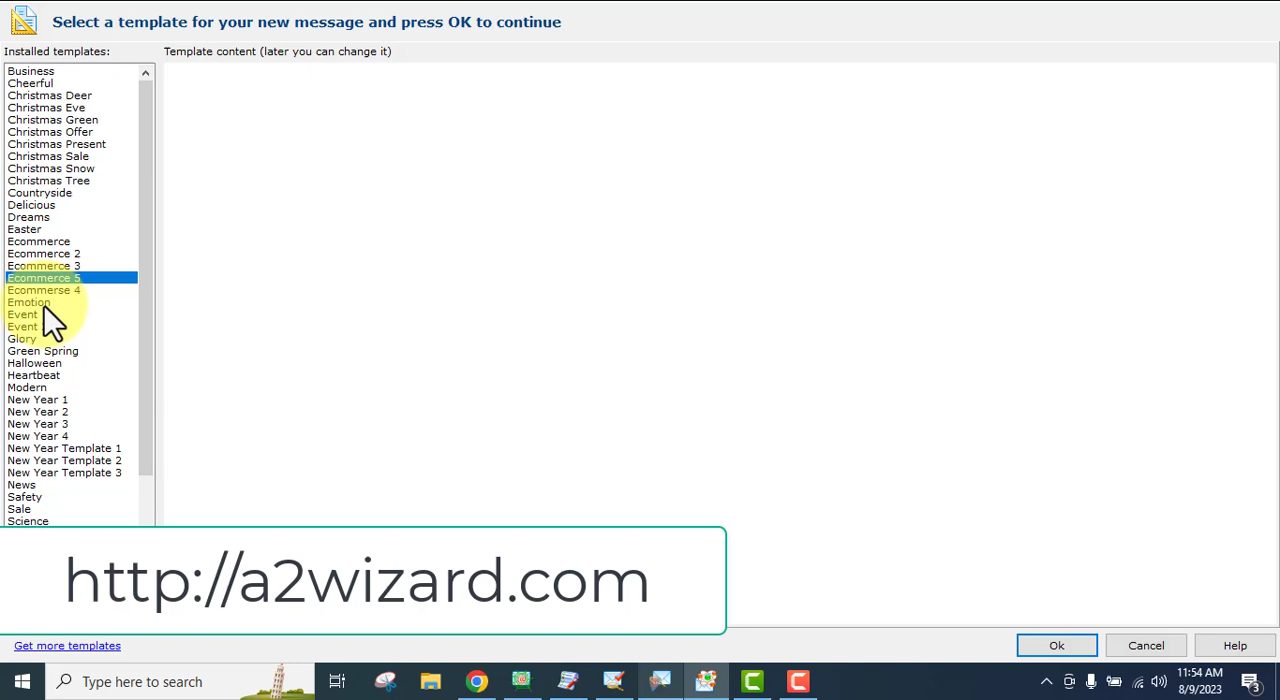 Select a template for your new message and press OK to continue
Installed templates:
Template content (later you can change it)
Business
Cheerful
Christmas Deer
Christmas Eve
Christmas Green
Christmas Offer
Christmas Present
Christmas Sale
Christmas Snow
Christmas Tree
Countryside
Delicious
Dreams
Easter
Ecommerce
Ecommerce 2
Ecommerce 3
Ecommerce 5
Ecommerse 4
Emotion
Event
Event
Glory
Green Spring
Halloween
Heartbeat
Modern
New Year 1
New Year 2
New Year 3
New Year 4
New Year Template 1
New Year Template 2
New Year Template 3
News
Safety
Sale
Science
http://a2wizard.com
Get more templates
Ok
Cancel
Help
Type here to search
11:54 AM
8/9/2023
3